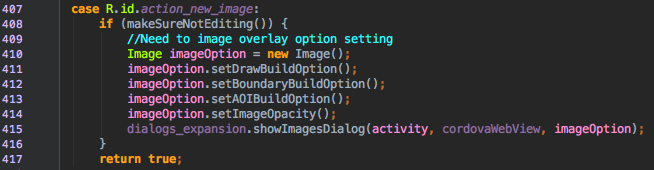 407 case R.id.action_new_image:
408 if (makeSureNotEditing()) {
409 //Need to image overlay option setting
410 Image imageOption = new Image();
411 imageOption.setDrawBuildOption();
412 imageOption.setBoundaryBuildOption();
413 imageOption.setAOIBuildOption();
414 imageOption.setImageOpacity();
415 dialogs_expansion.showImagesDialog(activity, cordovaWebView, imageOption);
416 }
417 return true;